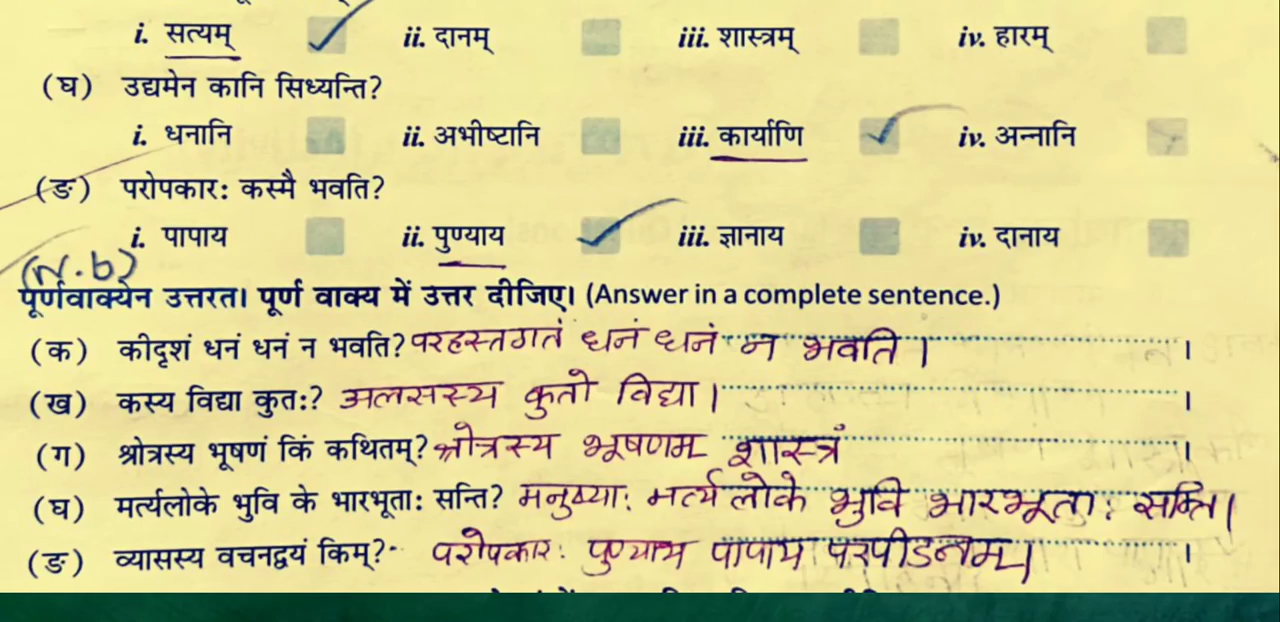 i. सत्यम् ii. दानम् iii. शास्त्रम् iv. हारम्
(घ) उद्यमेन कानि सिध्यन्ति?
i. धनानि ii. अभीष्टानि iii. कार्याणि iv. अन्नानि
(ङ) परोपकार: कस्मै भवति?
i. पापाय ii. पुण्याय iii. ज्ञानाय iv. दानाय
(N.b)
पूर्णवाक्येन उत्तरत। पूर्ण वाक्य में उत्तर दीजिए। (Answer in a complete sentence.)
(क) कीदृशं धनं धनं न भवति? परहस्तगतं धनं धनं न भवति। ।
(ख) कस्य विद्या कुत:? अलसस्य कुतो विद्या। ।
(ग) श्रोत्रस्य भूषणं किं कथितम्? श्रोत्रस्य भूषणम शास्त्रं ।
(घ) मर्त्यलोके भुवि के भारभूता: सन्ति? मनुष्या: मर्त्यलोके भुवि भारभूता: सन्ति।
(ङ) व्यासस्य वचनद्वयं किम्? परोपकार: पुण्याय पापाय परपीडनम। ।